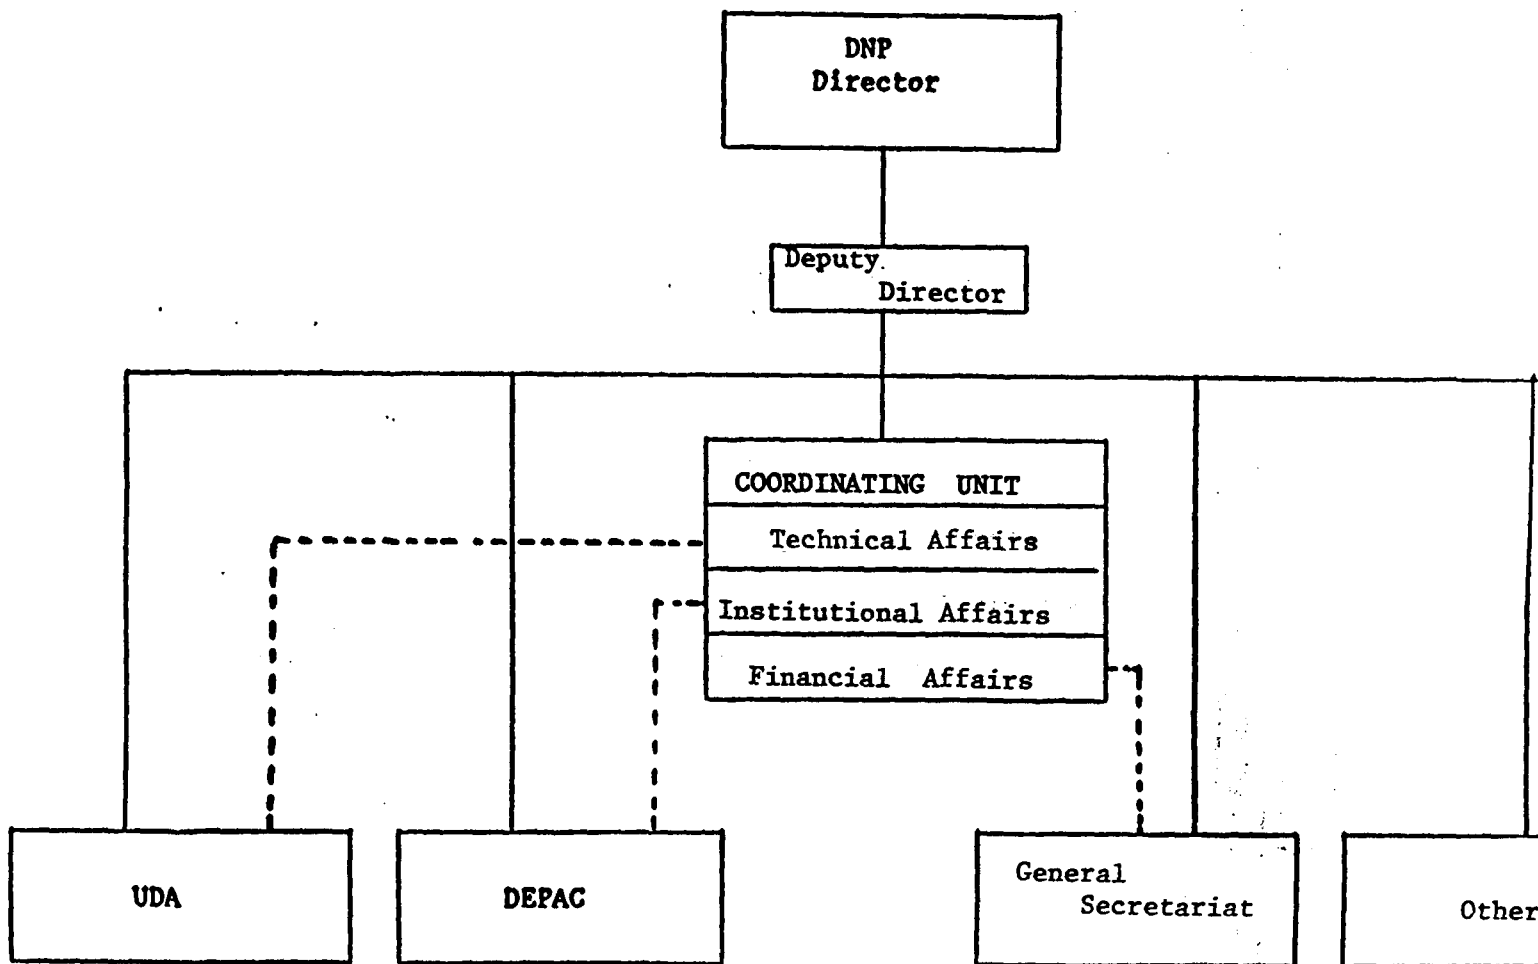 DNP
Director
Deputy
Director
COORDINATING UNIT
Technical Affairs
Institutional Affairs
Financial Affairs
UDA
DEPAC
General
Secretariat
Other